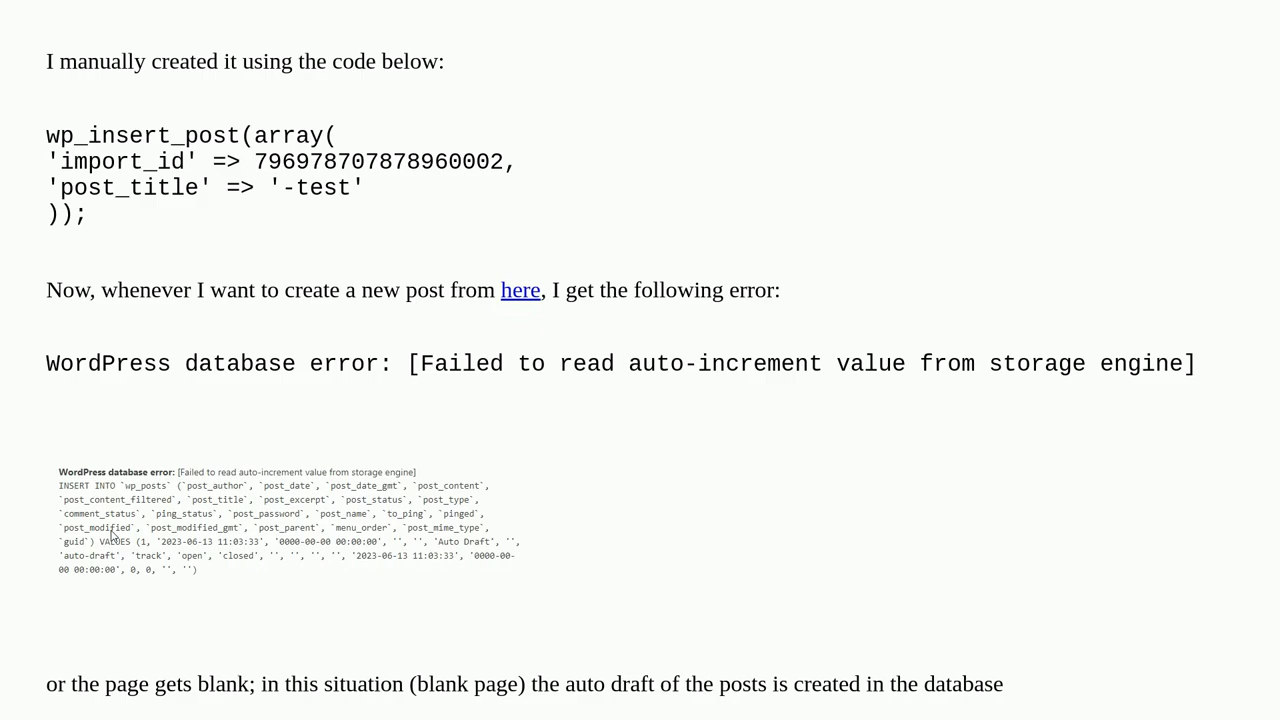 I manually created it using the code below:
wp_insert_post(array(
'import_id' => 796978707878960002,
'post_title' => '-test'
));
Now, whenever I want to create a new post from here, I get the following error:
WordPress database error: [Failed to read auto-increment value from storage engine]
WordPress database error: [Failed to read auto-increment value from storage engine]
INSERT INTO `wp_posts` (`post_author`, `post_date`, `post_date_gmt`, `post_content`,
`post_content_filtered`, `post_title`, `post_excerpt`, `post_status`, `post_type`,
`comment_status`, `ping_status`, `post_password`, `post_name`, `to_ping`, `pinged`,
`post_modified`, `post_modified_gmt`, `post_parent`, `menu_order`, `post_mime_type`,
`guid`) VALUES (1, '2023-06-13 11:03:33', '0000-00-00 00:00:00', '', '', 'Auto Draft', '',
'auto-draft', 'track', 'open', 'closed', '', '', '', '', '2023-06-13 11:03:33', '0000-00-
00 00:00:00', 0, 0, '', '')
or the page gets blank; in this situation (blank page) the auto draft of the posts is created in the database